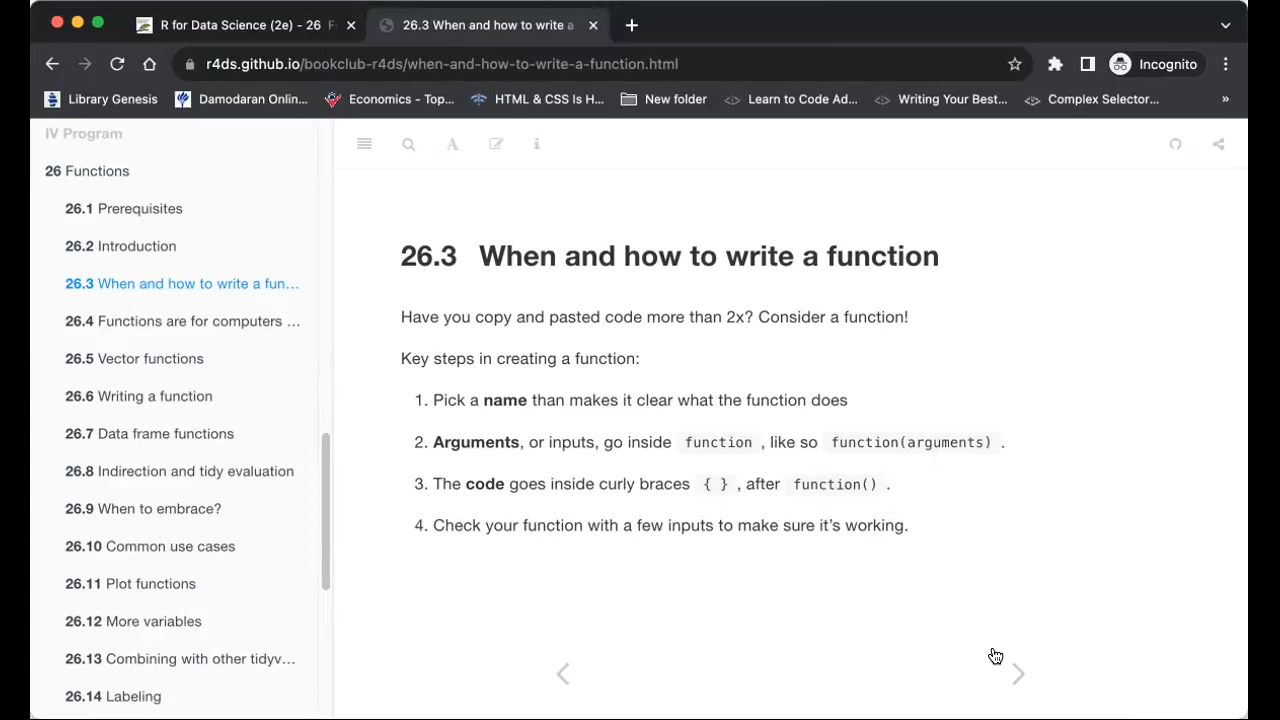 R for Data Science (2e) - 26 F
26.3 When and how to write a
r4ds.github.io/bookclub-r4ds/when-and-how-to-write-a-function.html
Incognito
Library Genesis
Damodaran Onlin...
Economics - Top...
HTML & CSS Is H...
New folder
Learn to Code Ad...
Writing Your Best...
Complex Selector...
»
IV Program
26 Functions
26.1 Prerequisites
26.2 Introduction
26.3 When and how to write a fun...
26.4 Functions are for computers ...
26.5 Vector functions
26.6 Writing a function
26.7 Data frame functions
26.8 Indirection and tidy evaluation
26.9 When to embrace?
26.10 Common use cases
26.11 Plot functions
26.12 More variables
26.13 Combining with other tidyv...
26.14 Labeling
26.3 When and how to write a function
Have you copy and pasted code more than 2x? Consider a function!
Key steps in creating a function:
1. Pick a name than makes it clear what the function does
2. Arguments, or inputs, go inside function , like so function(arguments) .
3. The code goes inside curly braces { } , after function() .
4. Check your function with a few inputs to make sure it's working.